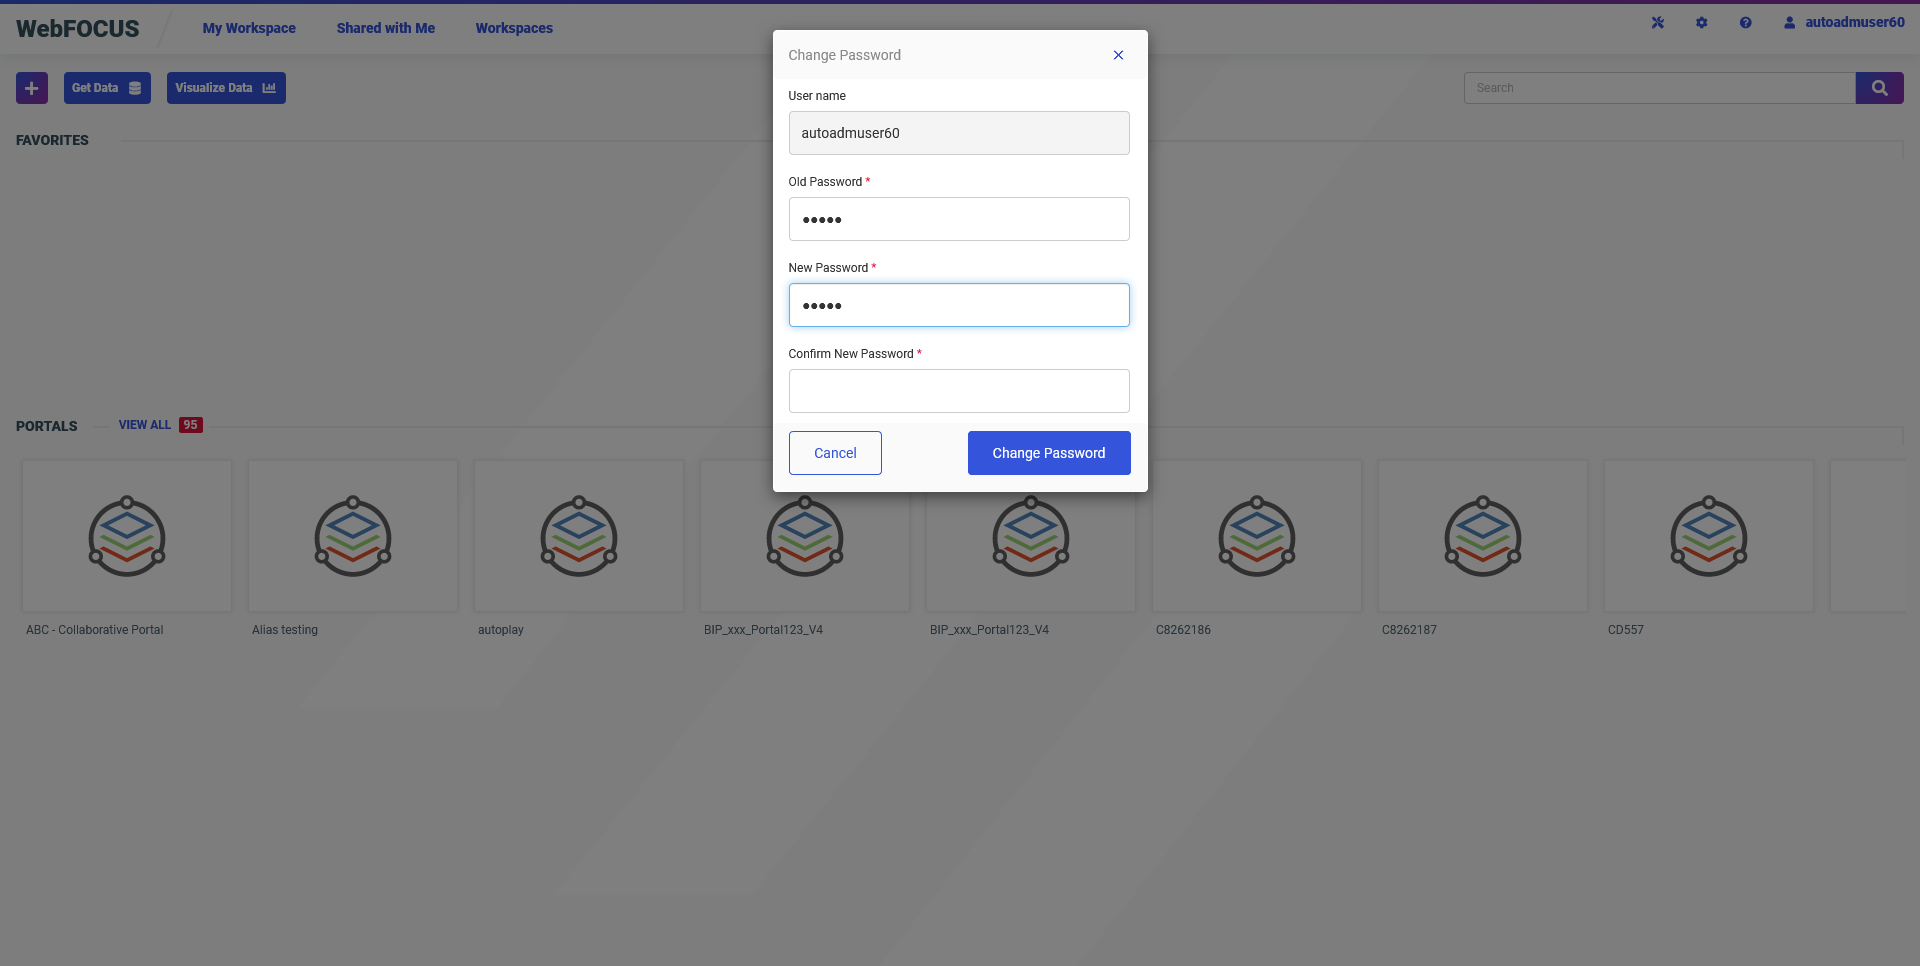 WebFOCUS
My Workspace
Shared with Me
Workspaces
autoadmuser60
Get Data
Visualize Data
Search
FAVORITES
Change Password
User name
autoadmuser60
Old Password *
•••••
New Password *
•••••
Confirm New Password *
Cancel
Change Password
PORTALS
VIEW ALL 95
ABC - Collaborative Portal
Alias testing
autoplay
BIP_xxx_Portal123_V4
BIP_xxx_Portal123_V4
C8262186
C8262187
CD557